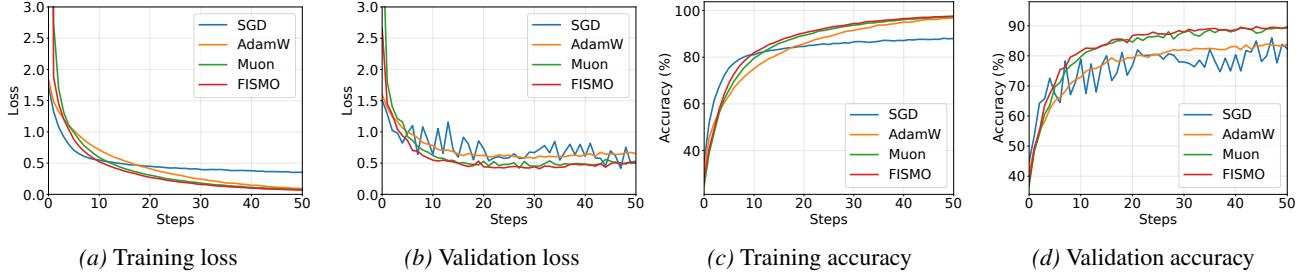 3.0
2.5
2.0
1.5
1.0
0.5
0.0
Loss
0 10 20 30 40 50
Steps
SGD
AdamW
Muon
FISMO
(a) Training loss
3.0
2.5
2.0
1.5
1.0
0.5
0.0
Loss
0 10 20 30 40 50
Steps
SGD
AdamW
Muon
FISMO
(b) Validation loss
100
80
60
40
Accuracy (%)
0 10 20 30 40 50
Steps
SGD
AdamW
Muon
FISMO
(c) Training accuracy
90
80
70
60
50
40
Accuracy (%)
0 10 20 30 40 50
Steps
SGD
AdamW
Muon
FISMO
(d) Validation accuracy